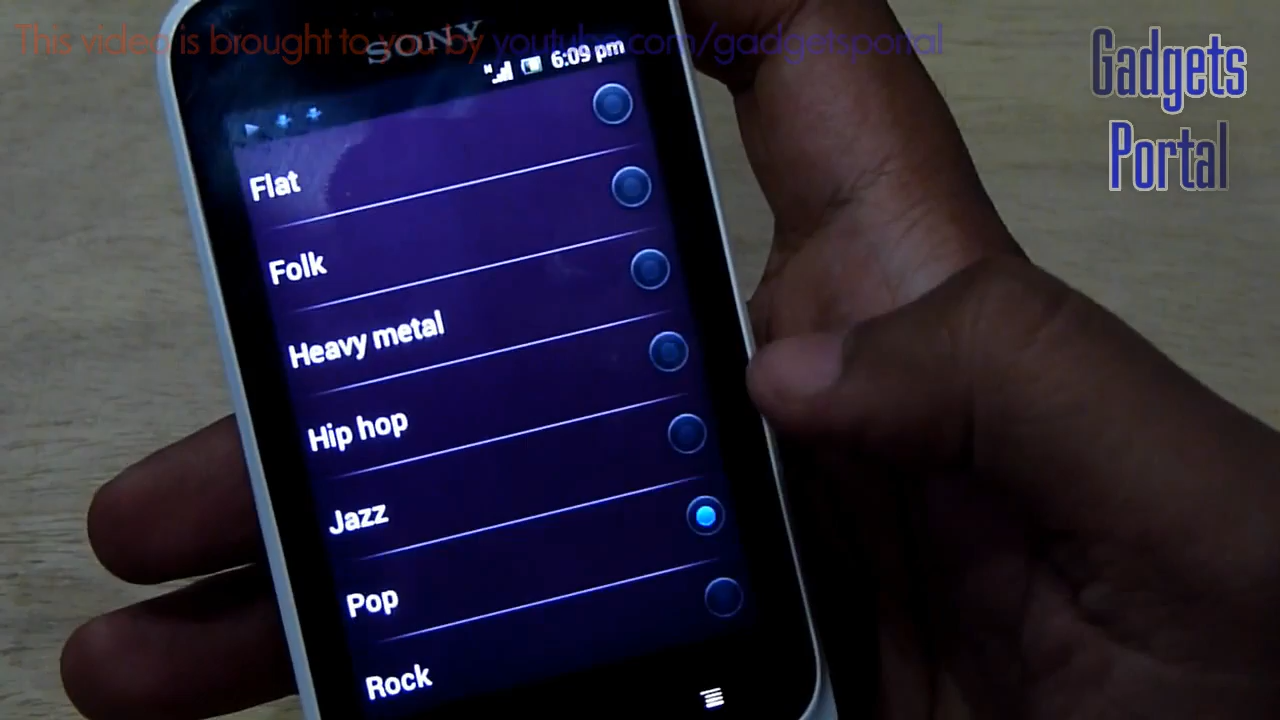 This video is brought to you by youtube.com/gadgetsportal
Gadgets
Portal
SONY
6:09 pm
Flat
Folk
Heavy metal
Hip hop
Jazz
Pop
Rock